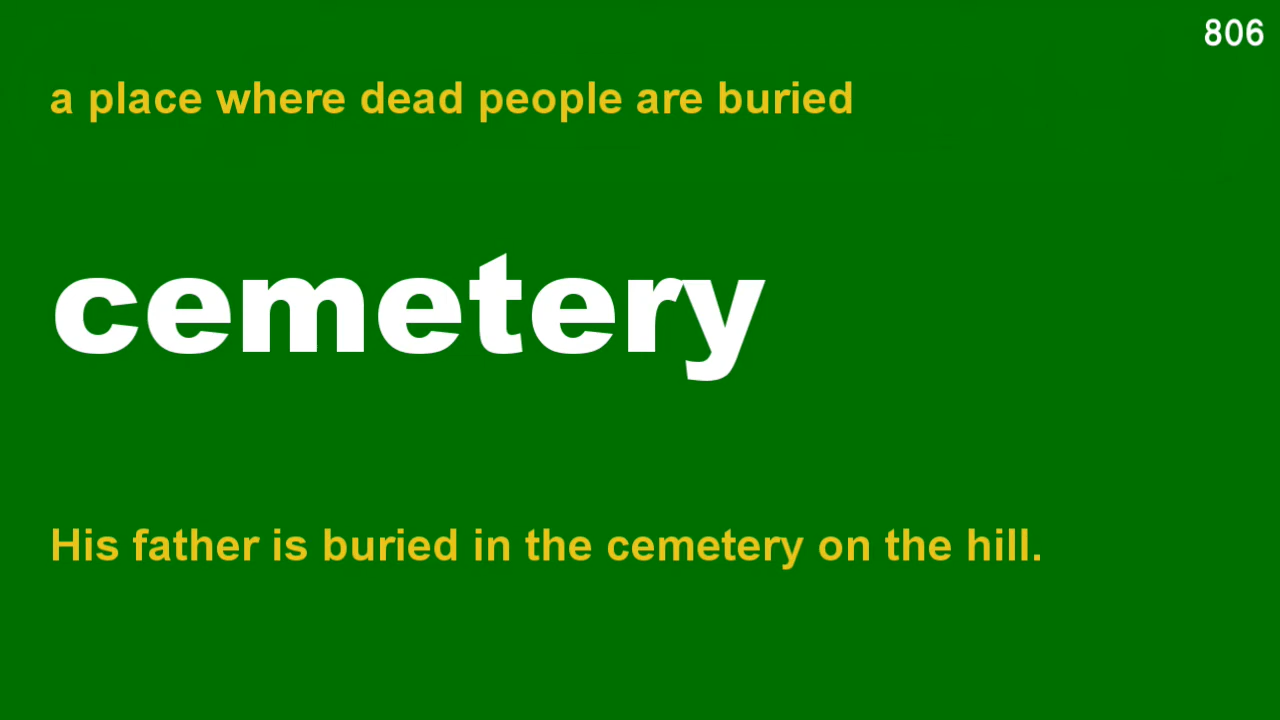 806
a place where dead people are buried
cemetery
His father is buried in the cemetery on the hill.